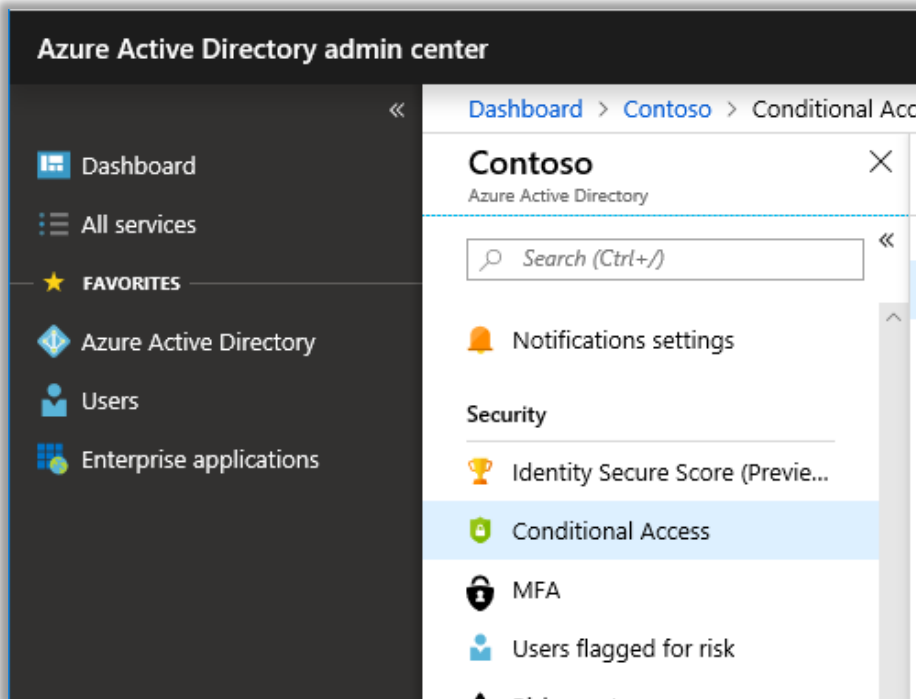 Azure Active Directory admin center
«
Dashboard
All services
FAVORITES
Azure Active Directory
Users
Enterprise applications
Dashboard > Contoso > Conditional Acc
Contoso
Azure Active Directory
«
Search (Ctrl+/)
Notifications settings
Security
Identity Secure Score (Previe...
Conditional Access
MFA
Users flagged for risk